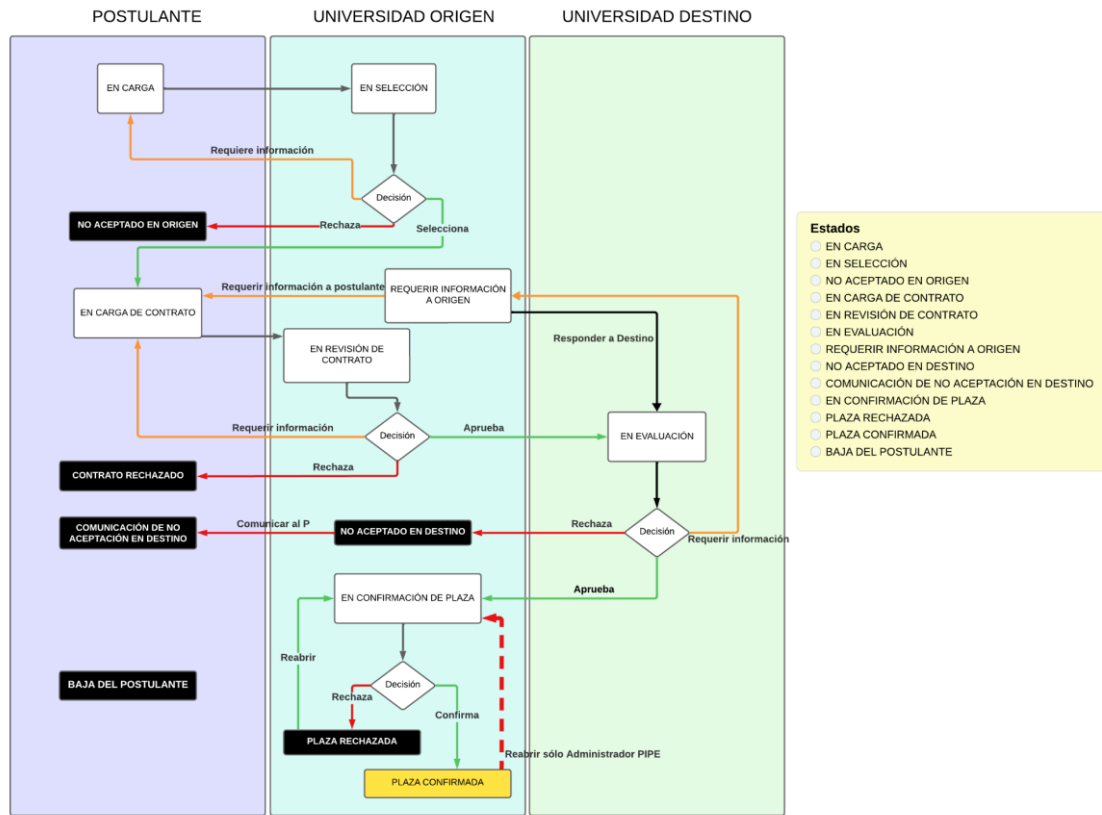 POSTULANTE
UNIVERSIDAD ORIGEN
UNIVERSIDAD DESTINO
EN CARGA
EN SELECCIÓN
Requiere información
Decisión
NO ACEPTADO EN ORIGEN
Rechaza
Selecciona
Requerir información a postulante
REQUERIR INFORMACIÓN
A ORIGEN
EN CARGA DE CONTRATO
EN REVISIÓN DE
CONTRATO
Responder a Destino
Requerir información
Decisión
Aprueba
EN EVALUACIÓN
CONTRATO RECHAZADO
Rechaza
COMUNICACIÓN DE NO
ACEPTACIÓN EN DESTINO
Comunicar al P
NO ACEPTADO EN DESTINO
Rechaza
Decisión
Requerir información
EN CONFIRMACIÓN DE PLAZA
Aprueba
Reabrir
BAJA DEL POSTULANTE
Decisión
Rechaza
Confirma
PLAZA RECHAZADA
Reabrir sólo Administrador PIPE
PLAZA CONFIRMADA
Estados
EN CARGA
EN SELECCIÓN
NO ACEPTADO EN ORIGEN
EN CARGA DE CONTRATO
EN REVISIÓN DE CONTRATO
EN EVALUACIÓN
REQUERIR INFORMACIÓN A ORIGEN
NO ACEPTADO EN DESTINO
COMUNICACIÓN DE NO ACEPTACIÓN EN DESTINO
EN CONFIRMACIÓN DE PLAZA
PLAZA RECHAZADA
PLAZA CONFIRMADA
BAJA DEL POSTULANTE